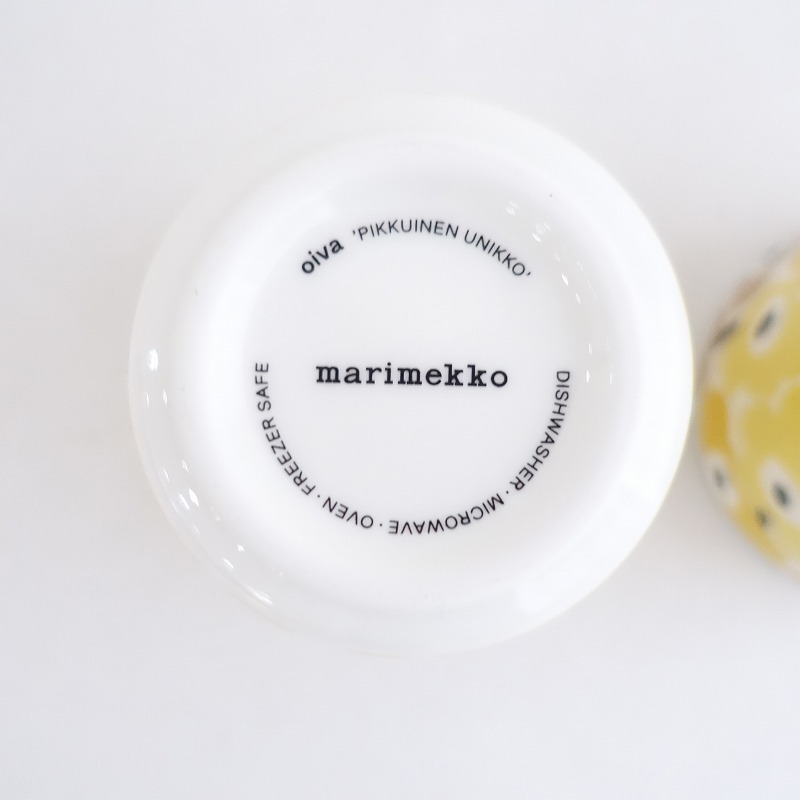 oiva 'PIKKUINEN UNIKKO'
marimekko
DISHWASHER · MICROWAVE · OVEN · FREEZER SAFE